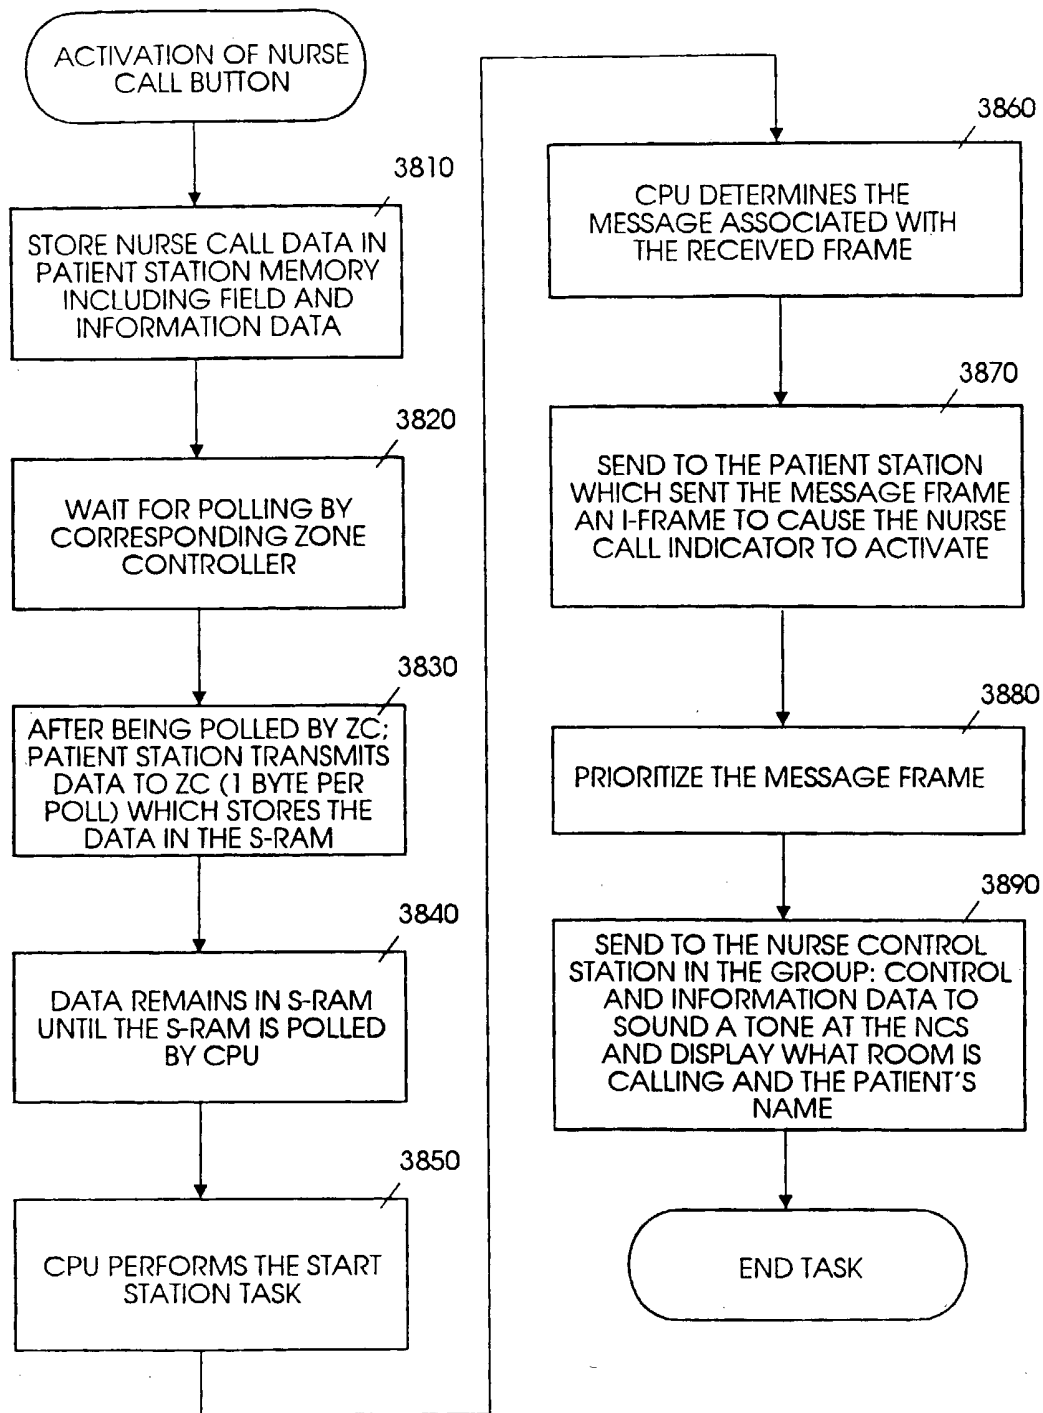 ACTIVATION OF NURSE
CALL BUTTON
3810
STORE NURSE CALL DATA IN
PATIENT STATION MEMORY
INCLUDING FIELD AND
INFORMATION DATA
3820
WAIT FOR POLLING BY
CORRESPONDING ZONE
CONTROLLER
3830
AFTER BEING POLLED BY ZC;
PATIENT STATION TRANSMITS
DATA TO ZC (1 BYTE PER
POLL) WHICH STORES THE
DATA IN THE S-RAM
3840
DATA REMAINS IN S-RAM
UNTIL THE S-RAM IS POLLED
BY CPU
3850
CPU PERFORMS THE START
STATION TASK
3860
CPU DETERMINES THE
MESSAGE ASSOCIATED WITH
THE RECEIVED FRAME
3870
SEND TO THE PATIENT STATION
WHICH SENT THE MESSAGE FRAME
AN I-FRAME TO CAUSE THE NURSE
CALL INDICATOR TO ACTIVATE
3880
PRIORITIZE THE MESSAGE FRAME
3890
SEND TO THE NURSE CONTROL
STATION IN THE GROUP: CONTROL
AND INFORMATION DATA TO
SOUND A TONE AT THE NCS
AND DISPLAY WHAT ROOM IS
CALLING AND THE PATIENT'S
NAME
END TASK